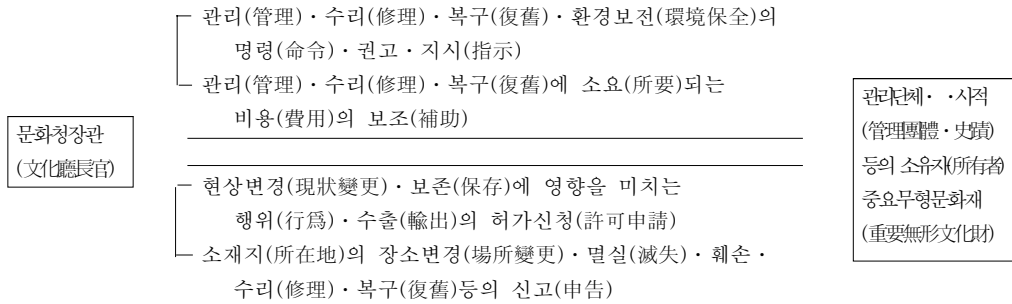 관리(管理)·수리(修理)·복구(復舊)·환경보전(環境保全)의
명령(命令)·권고·지시(指示)
관리(管理)·수리(修理)·복구(復舊)에 소요(所要)되는
비용(費用)의 보조(補助)
문화청장관
(文化廳長官)
현상변경(現狀變更)·보존(保存)에 영향을 미치는
행위(行爲)·수출(輸出)의 허가신청(許可申請)
소재지(所在地)의 장소변경(場所變更)·멸실(滅失)·훼손·
수리(修理)·복구(復舊)등의 신고(申告)
관리단체· ·사적
(管理團體·史蹟)
등의 소유자(所有者)
중요무형문화재
(重要無形文化財)